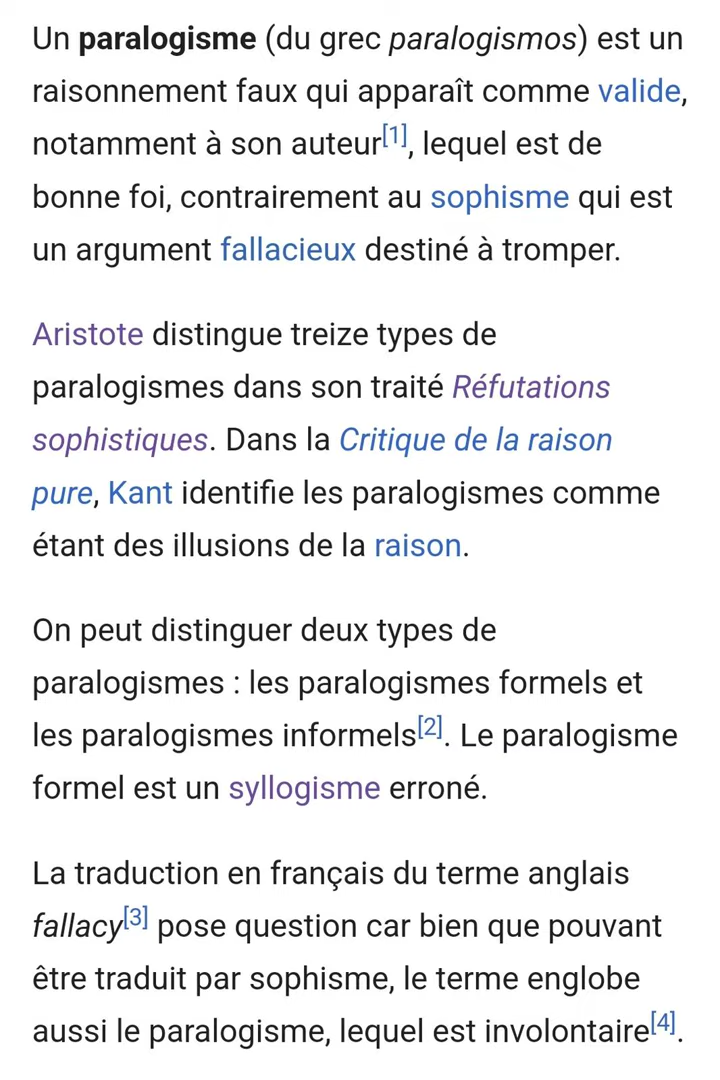 Un paralogisme (du grec paralogismos) est un
raisonnement faux qui apparaît comme valide,
notamment à son auteur[1], lequel est de
bonne foi, contrairement au sophisme qui est
un argument fallacieux destiné à tromper.
Aristote distingue treize types de
paralogismes dans son traité Réfutations
sophistiques. Dans la Critique de la raison
pure, Kant identifie les paralogismes comme
étant des illusions de la raison.
On peut distinguer deux types de
paralogismes : les paralogismes formels et
les paralogismes informels[2]. Le paralogisme
formel est un syllogisme erroné.
La traduction en français du terme anglais
fallacy[3] pose question car bien que pouvant
être traduit par sophisme, le terme englobe
aussi le paralogisme, lequel est involontaire[4].